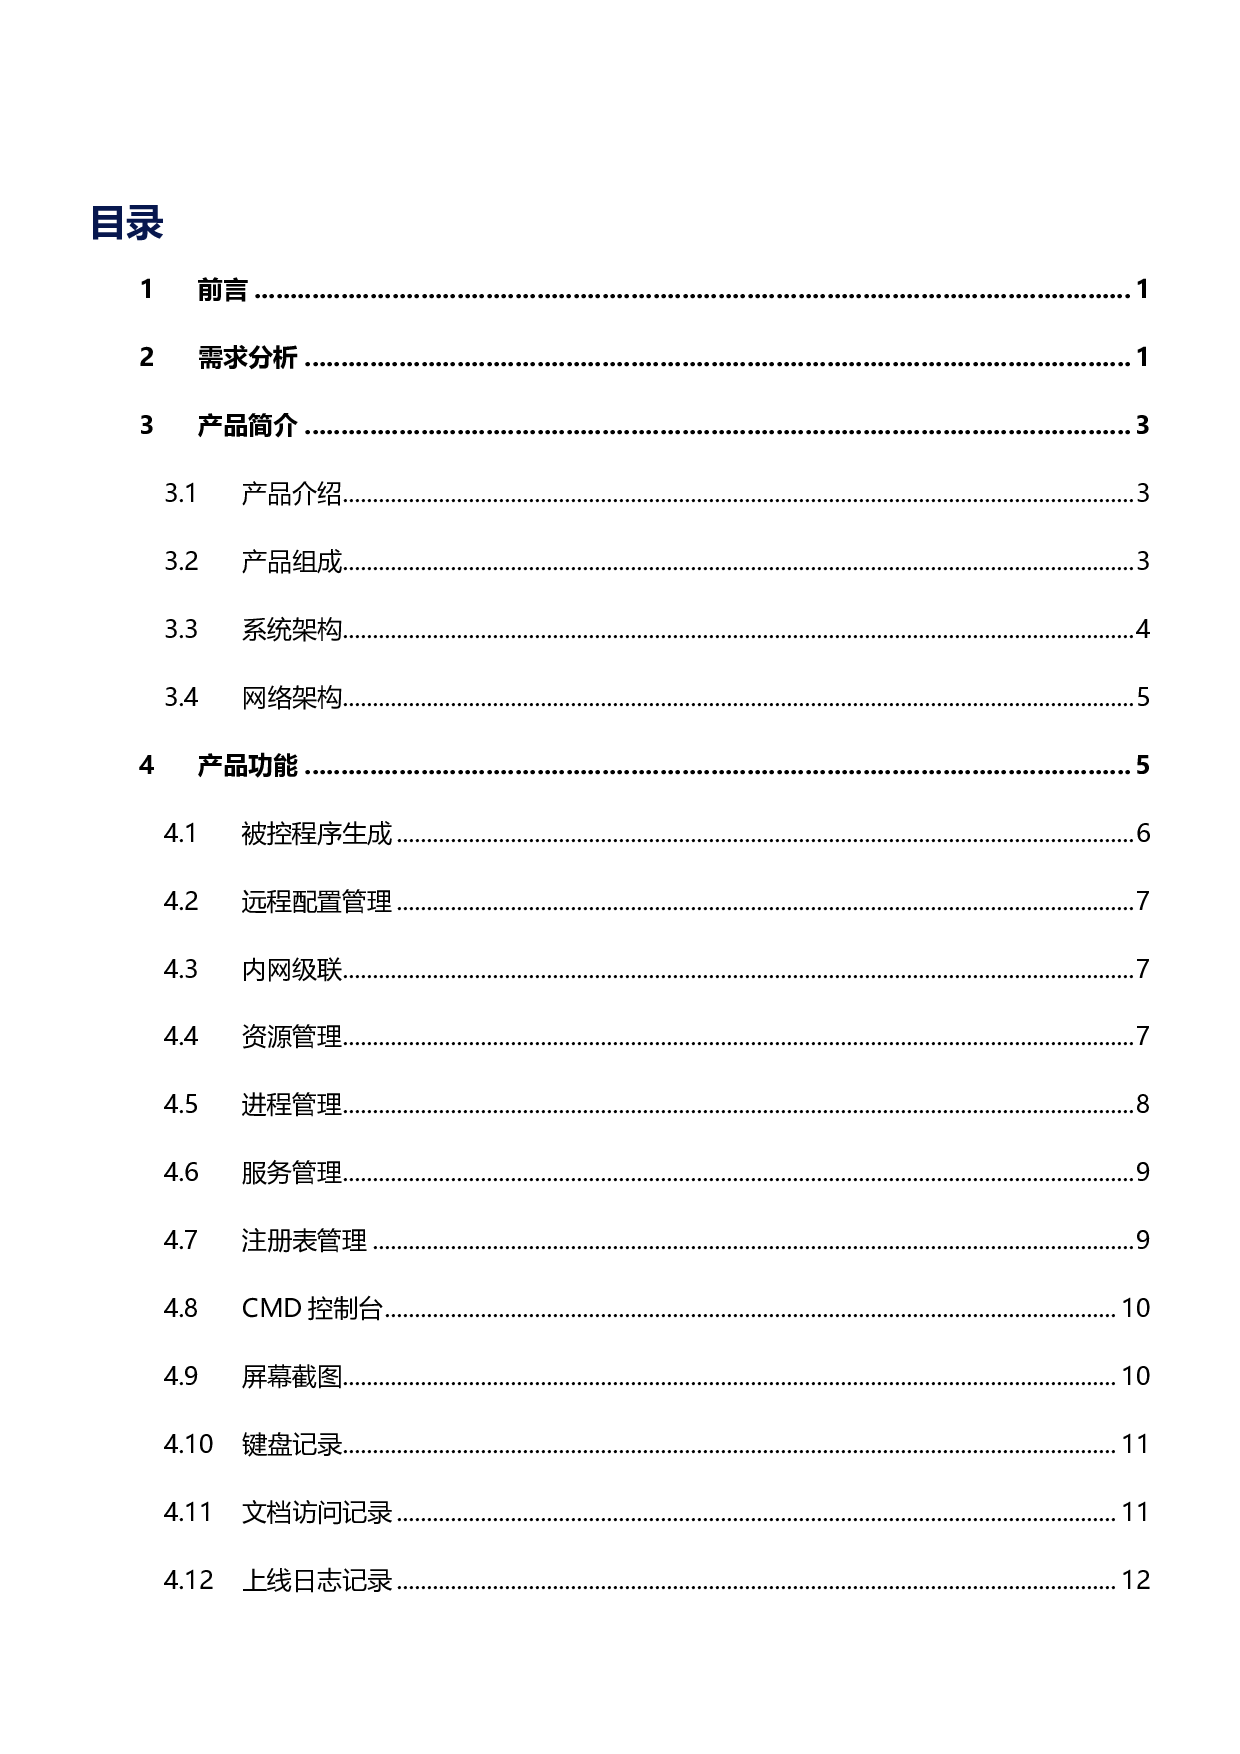 目录
1 前言 ........................ 1
2 需求分析 ........................ 1
3 产品简介 ........................ 3
3.1 产品介绍 ........................ 3
3.2 产品组成 ........................ 3
3.3 系统架构 ........................ 4
3.4 网络架构 ........................ 5
4 产品功能 ........................ 5
4.1 被控程序生成 ........................ 6
4.2 远程配置管理 ........................ 7
4.3 内网级联 ........................ 7
4.4 资源管理 ........................ 7
4.5 进程管理 ........................ 8
4.6 服务管理 ........................ 9
4.7 注册表管理 ........................ 9
4.8 CMD 控制台 ........................ 10
4.9 屏幕截图 ........................ 10
4.10 键盘记录 ........................ 11
4.11 文档访问记录 ........................ 11
4.12 上线日志记录 ........................ 12